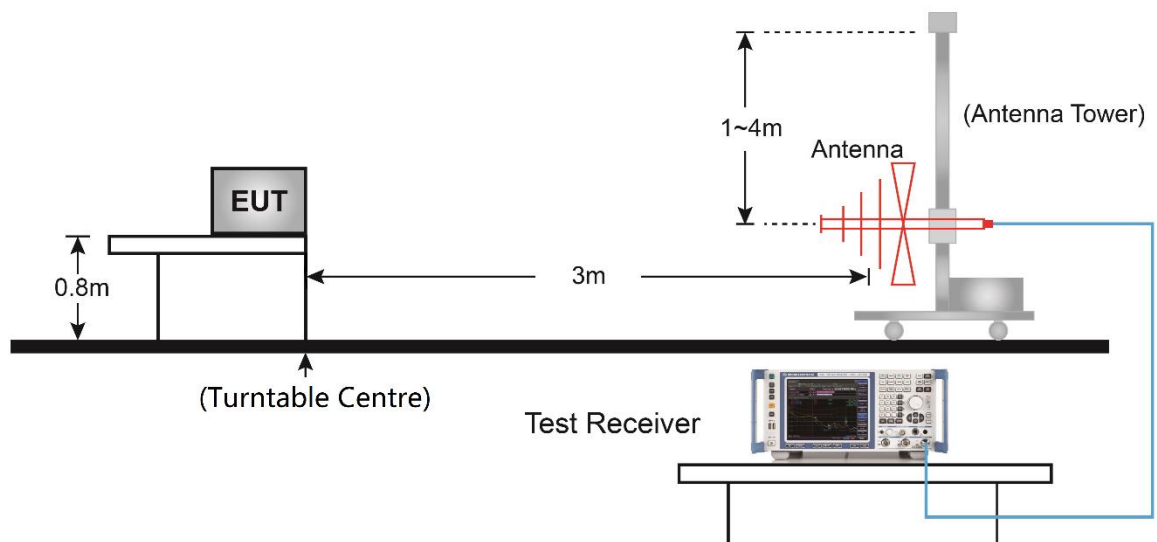 1~4m
(Antenna Tower)
Antenna
EUT
0.8m
3m
(Turntable Centre)
Test Receiver